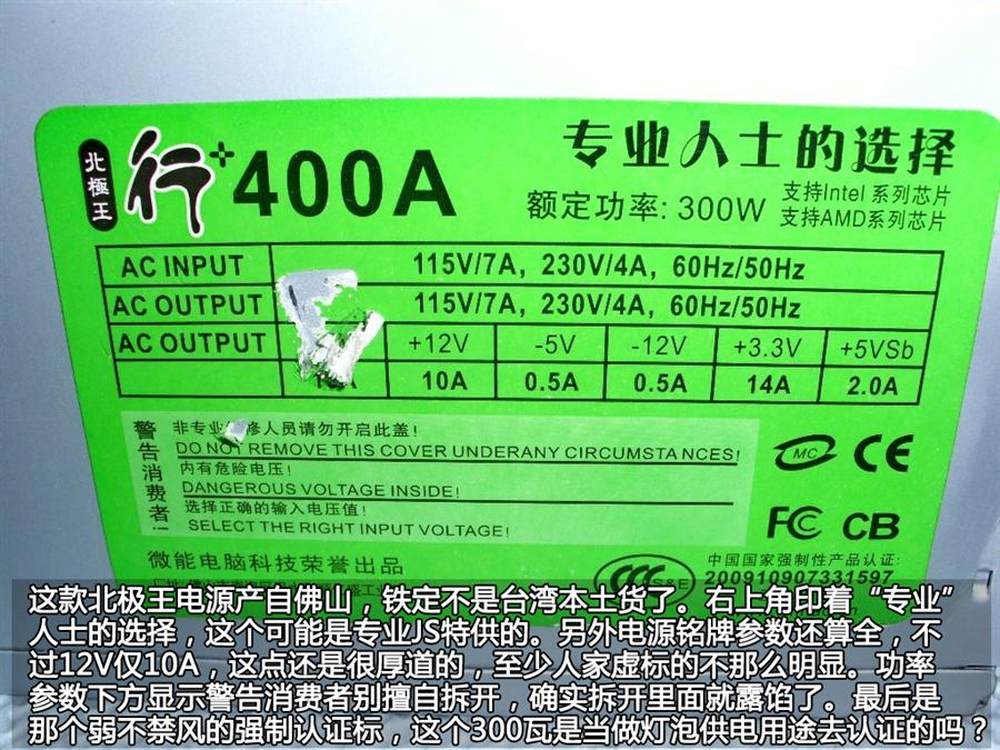 北極王
行+400A
专业人士的选择
额定功率: 300W
支持Intel 系列芯片
支持AMD系列芯片
AC INPUT 115V/7A, 230V/4A, 60Hz/50Hz
AC OUTPUT 115V/7A, 230V/4A, 60Hz/50Hz
AC OUTPUT +12V -5V -12V +3.3V +5VSb
10A 0.5A 0.5A 14A 2.0A
警告消费者:
非专业 修人员请勿开启此盖!
DO NOT REMOVE THIS COVER UNDERANY CIRCUMSTANCES!
内有危险电压!
DANGEROUS VOLTAGE INSIDE!
选择正确的输入电压值!
SELECT THE RIGHT INPUT VOLTAGE!
MC CE
FC CB
微能电脑科技荣誉出品
CCC S&E
中国国家强制性产品认证:
200910907331597
这款北极王电源产自佛山，铁定不是台湾本土货了。右上角印着“专业”
人士的选择，这个可能是专业JS特供的。另外电源铭牌参数还算全，不
过12V仅10A，这点还是很厚道的，至少人家虚标的不那么明显。功率
参数下方显示警告消费者别擅自拆开，确实拆开里面就露馅了。最后是
那个弱不禁风的强制认证标，这个300瓦是当做灯泡供电用途去认证的吗？